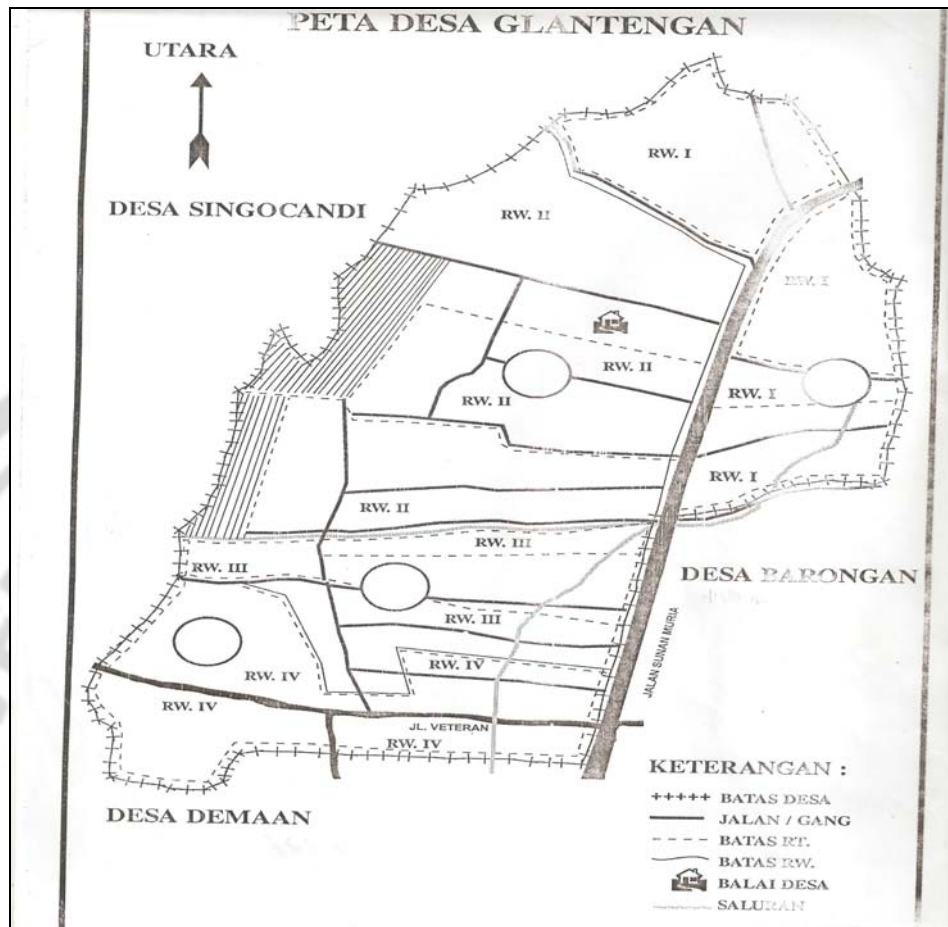 PETA DESA GLANTENGAN
UTARA
RW. I
DESA SINGOCANDI
RW. II
RW. I
RW. II
RW. II
RW. I
RW. I
RW. II
RW. III
RW. III
DESA BARONGAN
RW. III
JALAN SUNAN MURIA
RW. IV
RW. IV
RW. IV
JL. VETERAN
RW. IV
DESA DEMAAN
KETERANGAN :
BATAS DESA
JALAN / GANG
BATAS RT.
BATAS RW.
BALAI DESA
SALURAN